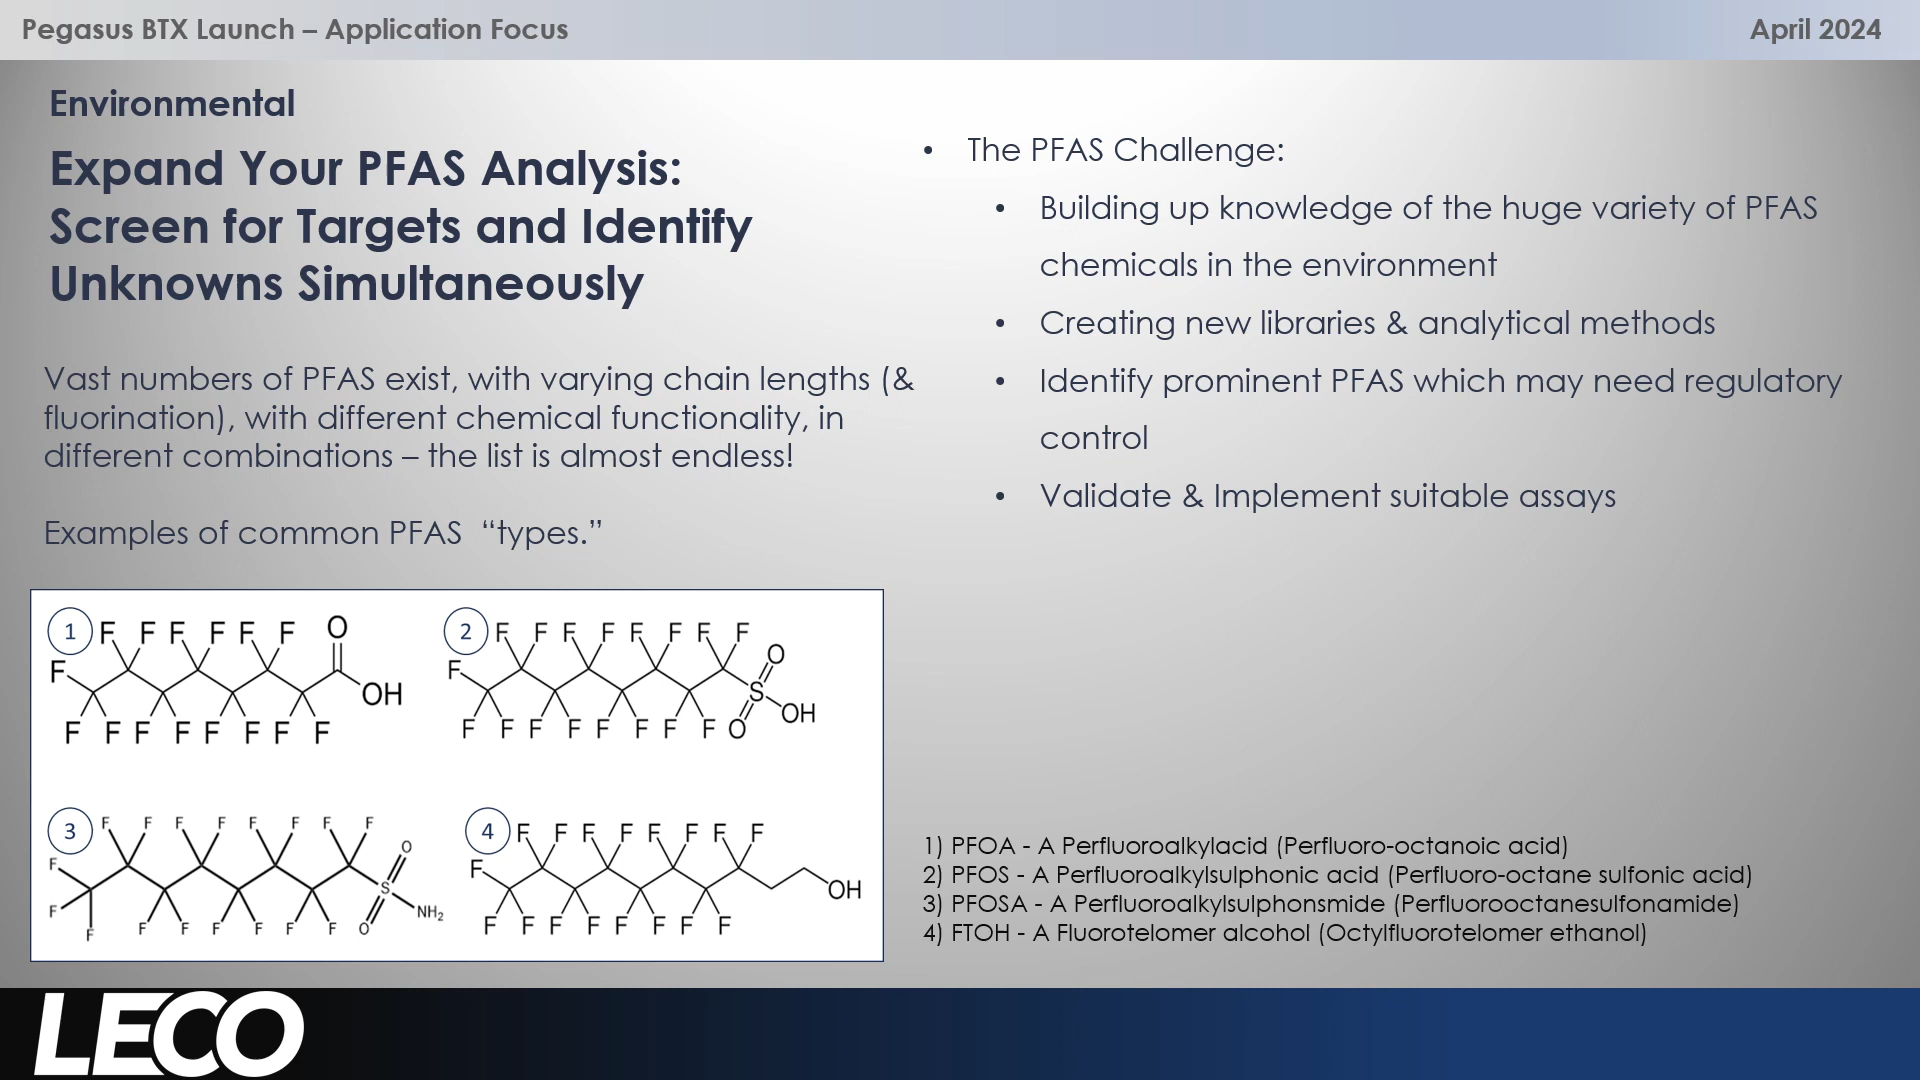 Pegasus BTX Launch – Application Focus
April 2024
Environmental
Expand Your PFAS Analysis:
Screen for Targets and Identify
Unknowns Simultaneously
Vast numbers of PFAS exist, with varying chain lengths (&
fluorination), with different chemical functionality, in
different combinations – the list is almost endless!
Examples of common PFAS “types.”
• The PFAS Challenge:
• Building up knowledge of the huge variety of PFAS
chemicals in the environment
• Creating new libraries & analytical methods
• Identify prominent PFAS which may need regulatory
control
• Validate & Implement suitable assays
1
F F F F F F O
F
OH
F F F F F F F F
2
F F F F F F F F
O
F
S
OH
F F F F F F F F O
3
F F F F F F F F
O
F
S
F
NH₂
F F F F F F F O
4
F F F F F F F F
F
OH
F F F F F F F F
1) PFOA - A Perfluoroalkylacid (Perfluoro-octanoic acid)
2) PFOS - A Perfluoroalkylsulphonic acid (Perfluoro-octane sulfonic acid)
3) PFOSA - A Perfluoroalkylsulphonsmide (Perfluorooctanesulfonamide)
4) FTOH - A Fluorotelomer alcohol (Octylfluorotelomer ethanol)
LECO